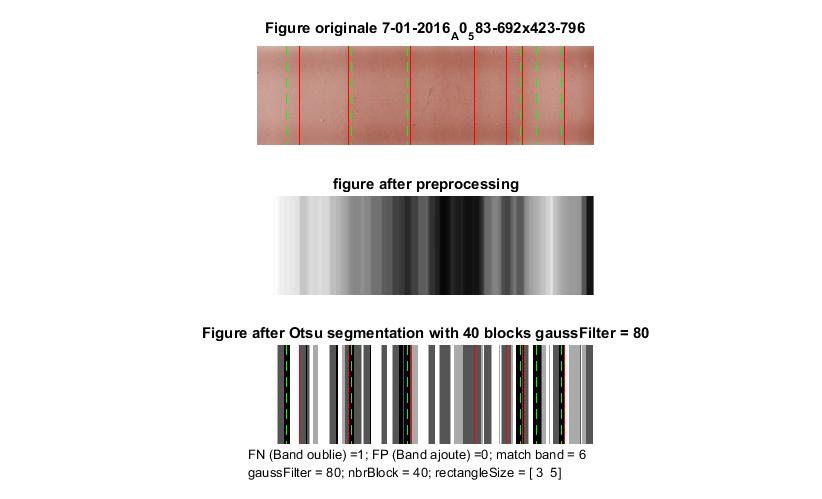 Figure originale 7-01-2016A0583-692x423-796
figure after preprocessing
Figure after Otsu segmentation with 40 blocks gaussFilter = 80
FN (Band oublie) =1; FP (Band ajoute) =0; match band = 6
gaussFilter = 80; nbrBlock = 40; rectangleSize = [ 3 5]